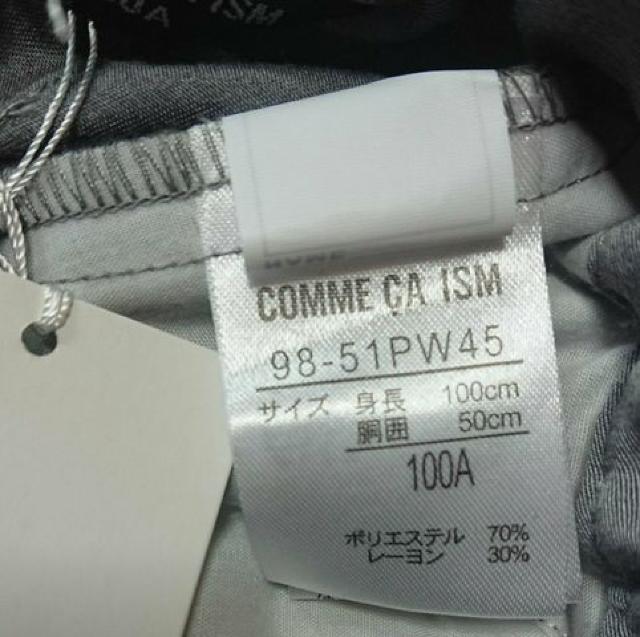 ISM
COMME ÇA ISM
98-51PW45
サイズ 身長 100cm
胴囲 50cm
100A
ポリエステル 70%
レーヨン 30%